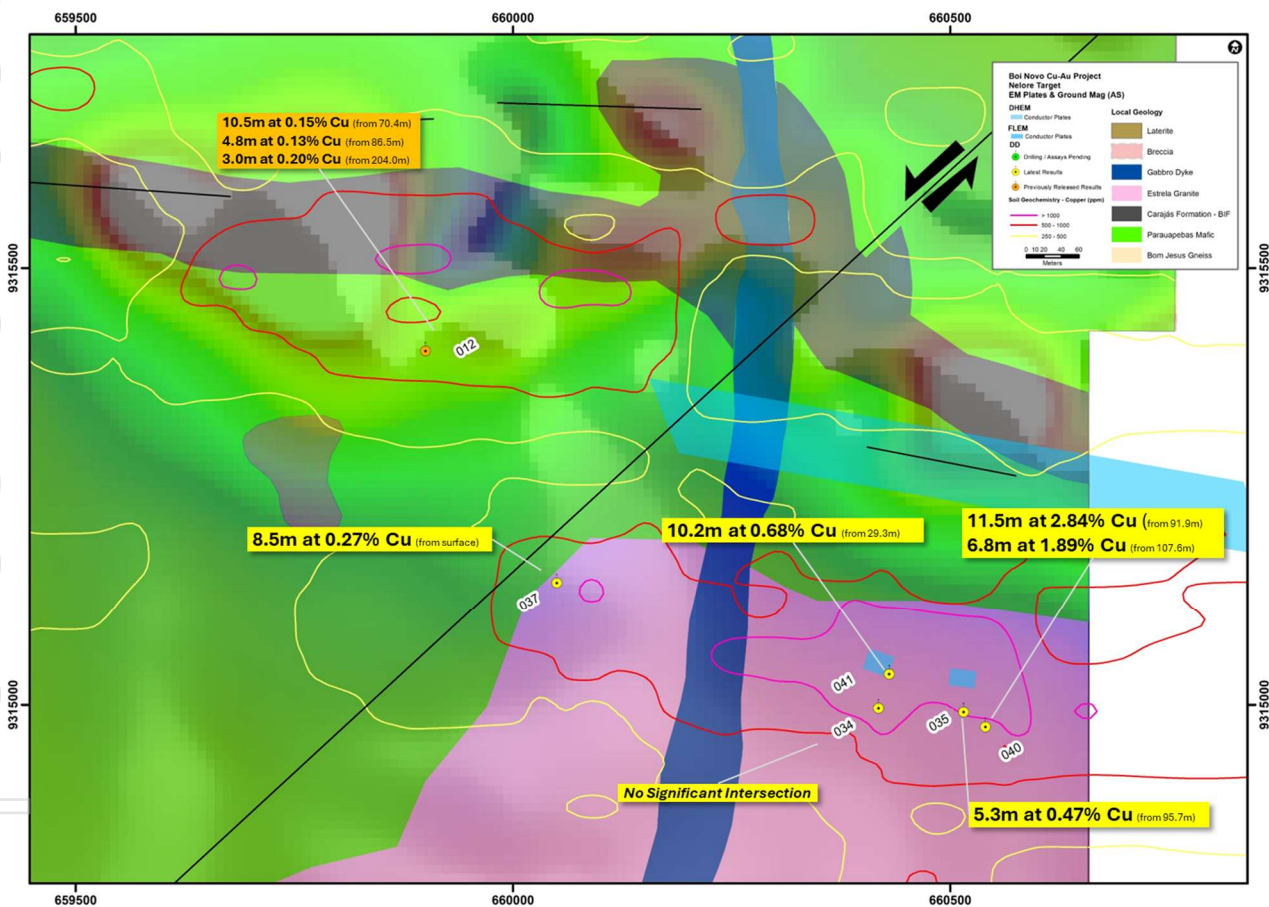 659500
660000
660500
Boi Novo Cu-Au Project
Nelore Target
EM Plates & Ground Mag (AS)
DHEM
Conductor Plates
FLEM
Conductor Plates
DD
Drilling / Assays Pending
Latest Results
Previously Released Results
Soil Geochemistry - Copper (ppm)
> 1000
500 - 1000
250 - 500
0 10 20 40 60
Meters
Local Geology
Laterite
Breccia
Gabbro Dyke
Estrela Granite
Carajás Formation - BIF
Parauapebas Mafic
Bom Jesus Gneiss
10.5m at 0.15% Cu (from 70.4m)
4.8m at 0.13% Cu (from 86.5m)
3.0m at 0.20% Cu (from 204.0m)
9315500
9315500
012
8.5m at 0.27% Cu (from surface)
10.2m at 0.68% Cu (from 29.3m)
11.5m at 2.84% Cu (from 91.9m)
6.8m at 1.89% Cu (from 107.6m)
037
041
034
035
040
9315000
9315000
No Significant Intersection
5.3m at 0.47% Cu (from 95.7m)
659500
660000
660500